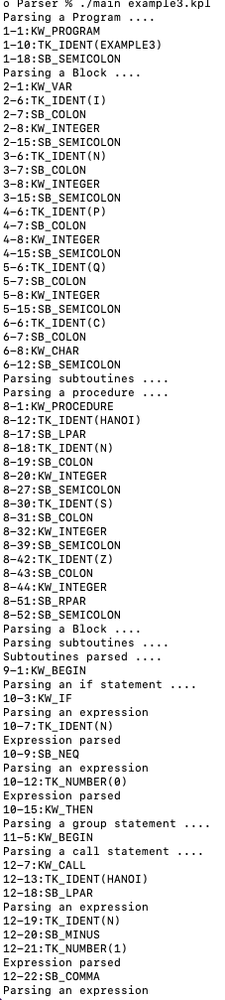 o Parser % ./main example3.kpl
Parsing a Program ....
1-1:KW_PROGRAM
1-10:TK_IDENT(EXAMPLE3)
1-18:SB_SEMICOLON
Parsing a Block ....
2-1:KW_VAR
2-6:TK_IDENT(I)
2-7:SB_COLON
2-8:KW_INTEGER
2-15:SB_SEMICOLON
3-6:TK_IDENT(N)
3-7:SB_COLON
3-8:KW_INTEGER
3-15:SB_SEMICOLON
4-6:TK_IDENT(P)
4-7:SB_COLON
4-8:KW_INTEGER
4-15:SB_SEMICOLON
5-6:TK_IDENT(Q)
5-7:SB_COLON
5-8:KW_INTEGER
5-15:SB_SEMICOLON
6-6:TK_IDENT(C)
6-7:SB_COLON
6-8:KW_CHAR
6-12:SB_SEMICOLON
Parsing subtoutines ....
Parsing a procedure ....
8-1:KW_PROCEDURE
8-12:TK_IDENT(HANOI)
8-17:SB_LPAR
8-18:TK_IDENT(N)
8-19:SB_COLON
8-20:KW_INTEGER
8-27:SB_SEMICOLON
8-30:TK_IDENT(S)
8-31:SB_COLON
8-32:KW_INTEGER
8-39:SB_SEMICOLON
8-42:TK_IDENT(Z)
8-43:SB_COLON
8-44:KW_INTEGER
8-51:SB_RPAR
8-52:SB_SEMICOLON
Parsing a Block ....
Parsing subtoutines ....
Subtoutines parsed ....
9-1:KW_BEGIN
Parsing an if statement ....
10-3:KW_IF
Parsing an expression
10-7:TK_IDENT(N)
Expression parsed
10-9:SB_NEQ
Parsing an expression
10-12:TK_NUMBER(0)
Expression parsed
10-15:KW_THEN
Parsing a group statement ....
11-5:KW_BEGIN
Parsing a call statement ....
12-7:KW_CALL
12-13:TK_IDENT(HANOI)
12-18:SB_LPAR
Parsing an expression
12-19:TK_IDENT(N)
12-20:SB_MINUS
12-21:TK_NUMBER(1)
Expression parsed
12-22:SB_COMMA
Parsing an expression